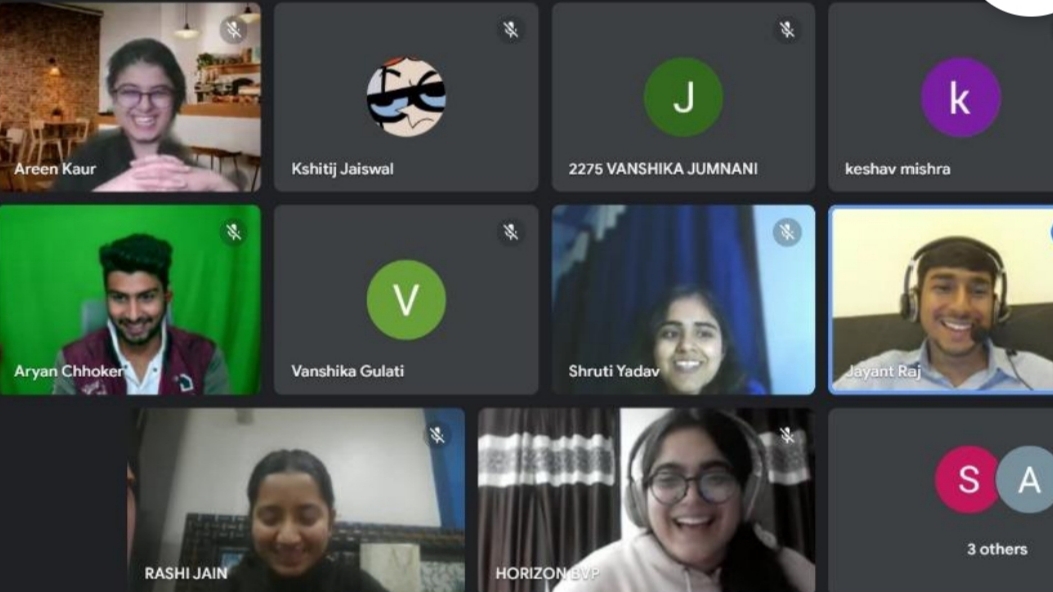 Areen Kaur
Kshitij Jaiswal
J
2275 VANSHIKA JUMNANI
k
keshav mishra
Aryan Chhoker
V
Vanshika Gulati
Shruti Yadav
Jayant Raj
RASHI JAIN
HORIZON BVP
S A
3 others